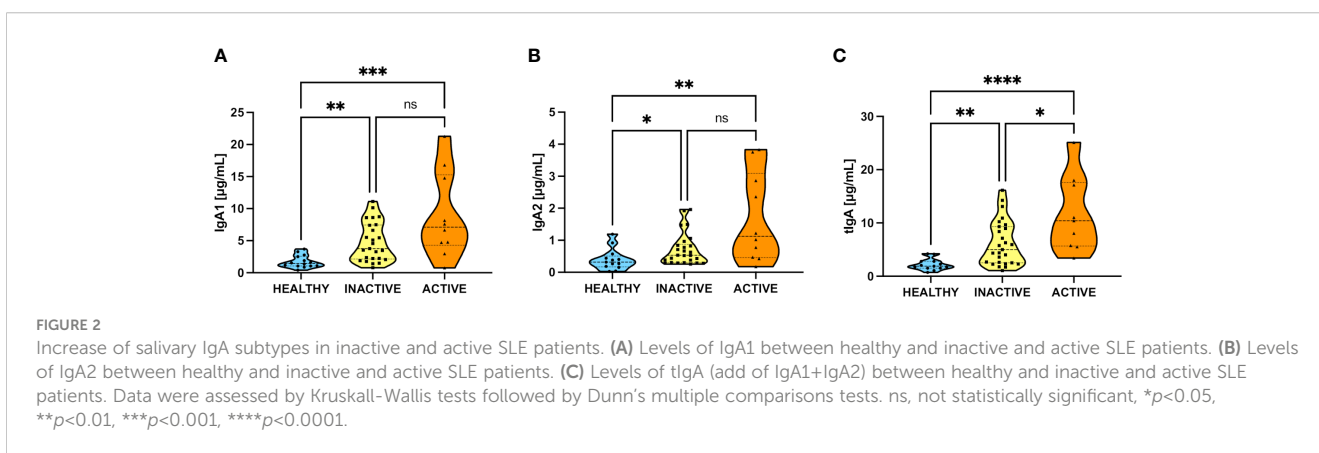 A
B
C
***
**
ns
25
20
15
10
5
0
IgA1 [µg/mL]
HEALTHY INACTIVE ACTIVE
**
*
ns
5
4
3
2
1
0
IgA2 [µg/mL]
HEALTHY INACTIVE ACTIVE
****
**
*
30
20
10
0
tIgA [µg/mL]
HEALTHY INACTIVE ACTIVE
FIGURE 2
Increase of salivary IgA subtypes in inactive and active SLE patients. (A) Levels of IgA1 between healthy and inactive and active SLE patients. (B) Levels
of IgA2 between healthy and inactive and active SLE patients. (C) Levels of tIgA (add of IgA1+IgA2) between healthy and inactive and active SLE
patients. Data were assessed by Kruskall-Wallis tests followed by Dunn’s multiple comparisons tests. ns, not statistically significant, *p<0.05,
**p<0.01, ***p<0.001, ****p<0.0001.